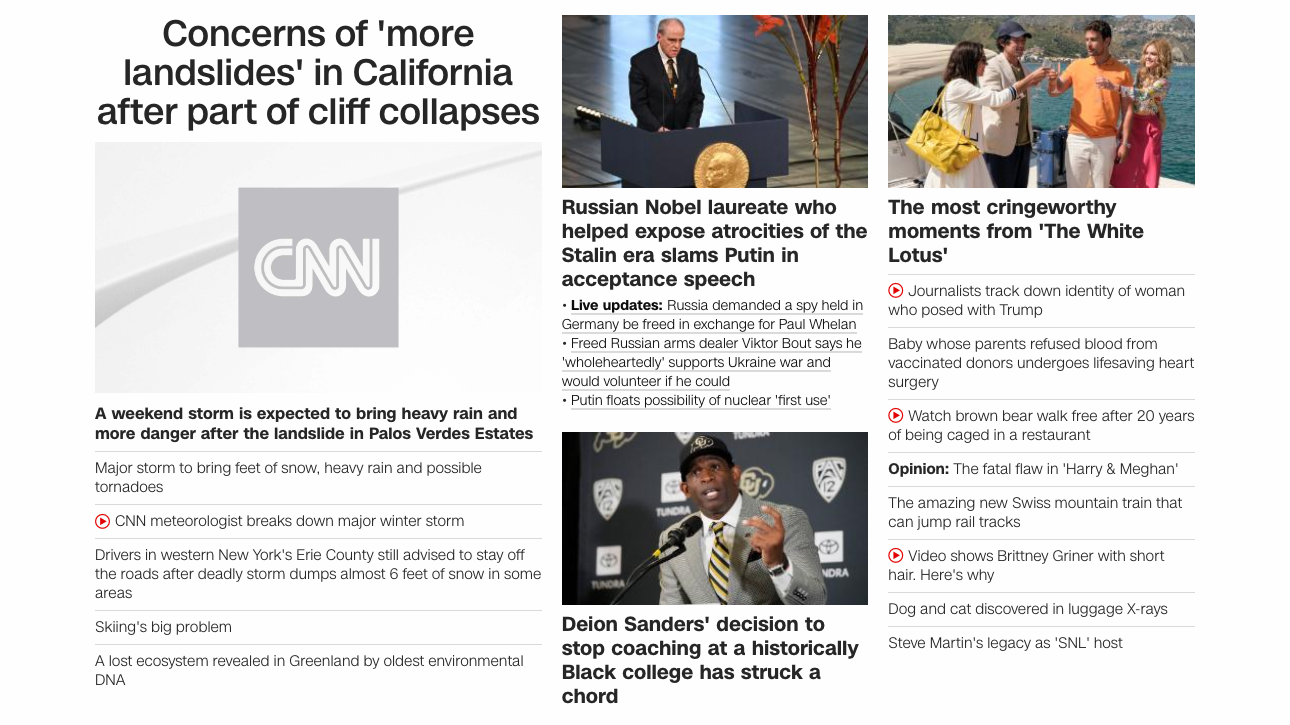 Concerns of 'more
landslides' in California
after part of cliff collapses
CNN
A weekend storm is expected to bring heavy rain and
more danger after the landslide in Palos Verdes Estates
Major storm to bring feet of snow, heavy rain and possible
tornadoes
CNN meteorologist breaks down major winter storm
Drivers in western New York's Erie County still advised to stay off
the roads after deadly storm dumps almost 6 feet of snow in some
areas
Skiing's big problem
A lost ecosystem revealed in Greenland by oldest environmental
DNA
Russian Nobel laureate who
helped expose atrocities of the
Stalin era slams Putin in
acceptance speech
• Live updates: Russia demanded a spy held in
Germany be freed in exchange for Paul Whelan
• Freed Russian arms dealer Viktor Bout says he
'wholeheartedly' supports Ukraine war and
would volunteer if he could
• Putin floats possibility of nuclear 'first use'
TUNDRA
PAC 12
TUNDRA
PAC 12
TUNDRA
TUNDRA
Deion Sanders' decision to
stop coaching at a historically
Black college has struck a
chord
The most cringeworthy
moments from 'The White
Lotus'
Journalists track down identity of woman
who posed with Trump
Baby whose parents refused blood from
vaccinated donors undergoes lifesaving heart
surgery
Watch brown bear walk free after 20 years
of being caged in a restaurant
Opinion: The fatal flaw in 'Harry & Meghan'
The amazing new Swiss mountain train that
can jump rail tracks
Video shows Brittney Griner with short
hair. Here's why
Dog and cat discovered in luggage X-rays
Steve Martin's legacy as 'SNL' host